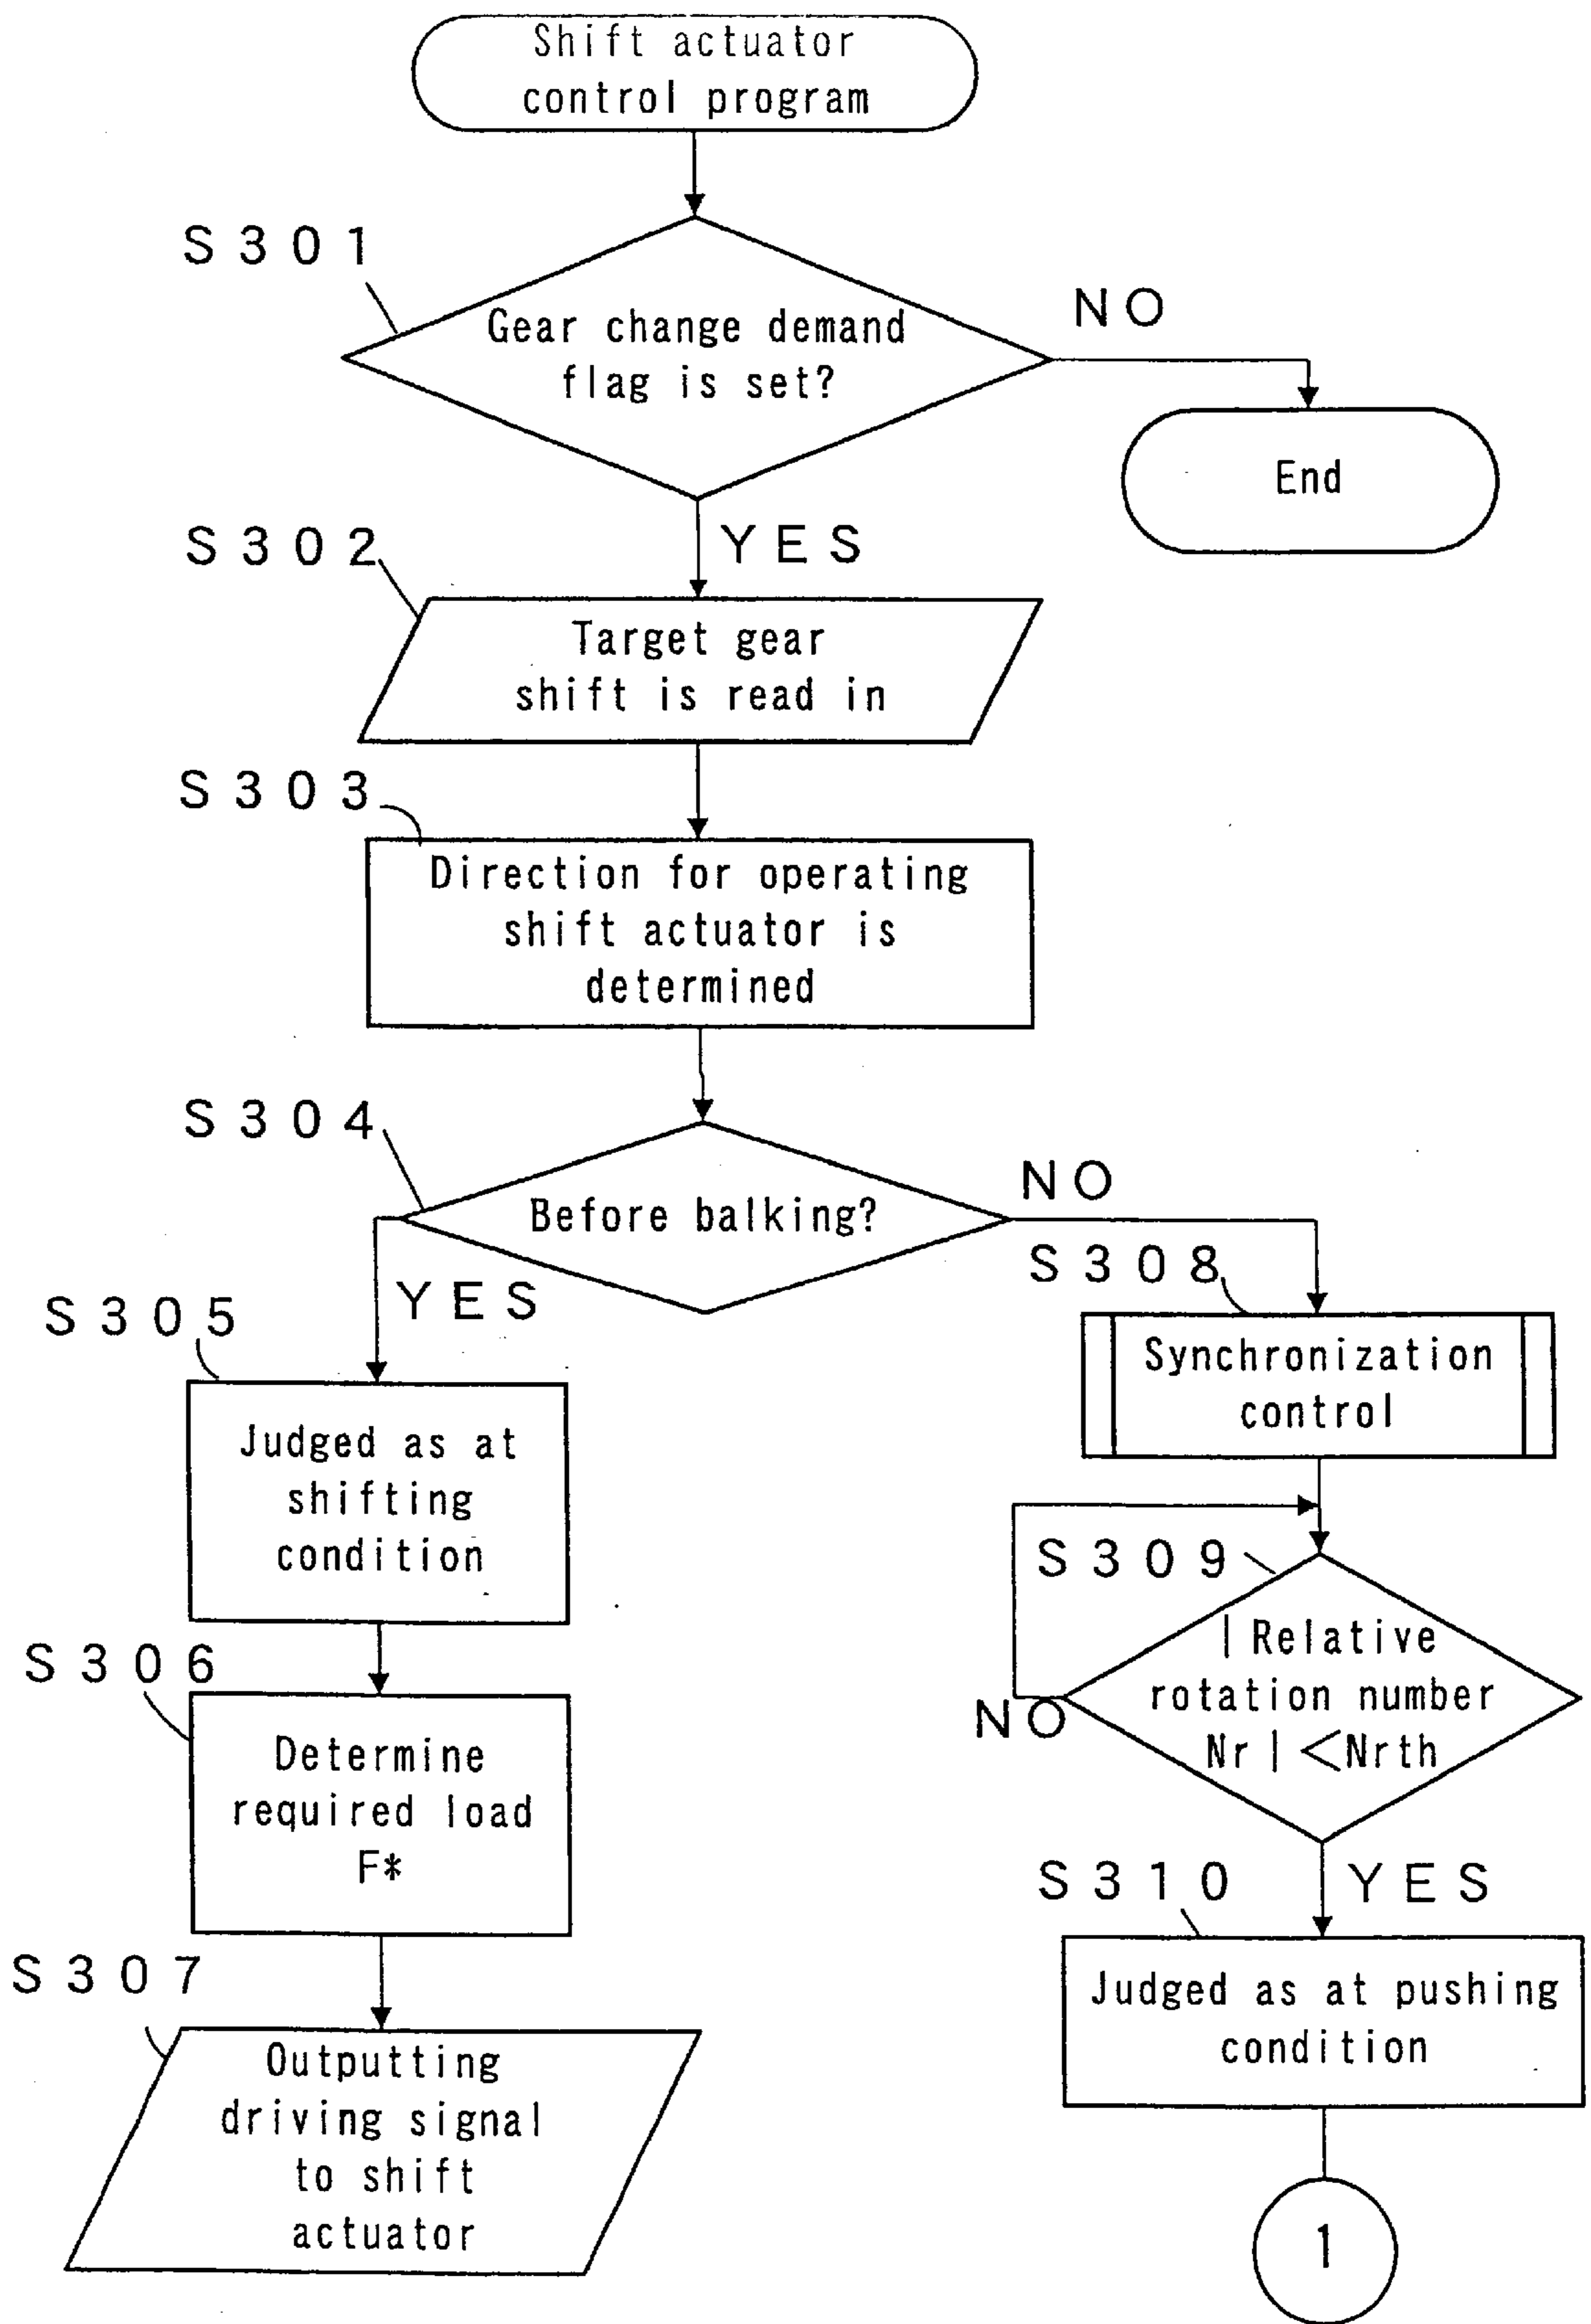 Shift actuator
control program
S301
Gear change demand
flag is set?
NO
End
YES
S302
Target gear
shift is read in
S303
Direction for operating
shift actuator is
determined
S304
Before balking?
NO
YES
S305
Judged as at
shifting
condition
S306
Determine
required load
F*
S307
Outputting
driving signal
to shift
actuator
S308
Synchronization
control
S309
| Relative
rotation number
Nr | <Nrth
NO
YES
S310
Judged as at pushing
condition
1